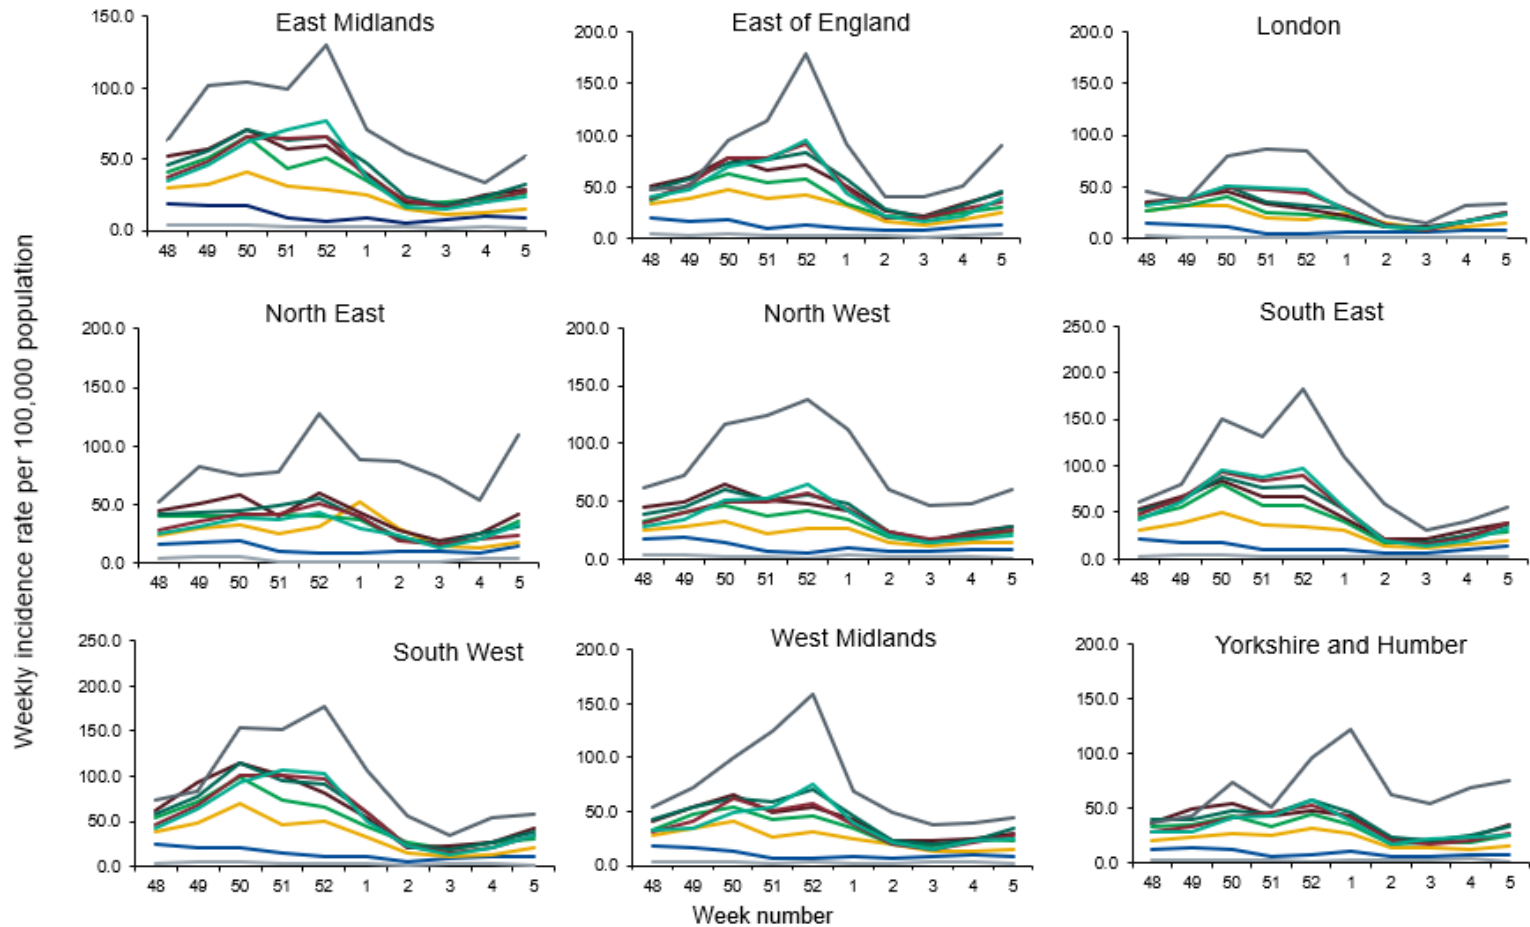 Weekly incidence rate per 100,000 population
East Midlands
150.0
100.0
50.0
0.0
48 49 50 51 52 1 2 3 4 5
East of England
200.0
150.0
100.0
50.0
0.0
48 49 50 51 52 1 2 3 4 5
London
200.0
150.0
100.0
50.0
0.0
48 49 50 51 52 1 2 3 4 5
North East
200.0
150.0
100.0
50.0
0.0
48 49 50 51 52 1 2 3 4 5
North West
200.0
150.0
100.0
50.0
0.0
48 49 50 51 52 1 2 3 4 5
South East
250.0
200.0
150.0
100.0
50.0
0.0
48 49 50 51 52 1 2 3 4 5
South West
250.0
200.0
150.0
100.0
50.0
0.0
48 49 50 51 52 1 2 3 4 5
West Midlands
200.0
150.0
100.0
50.0
0.0
48 49 50 51 52 1 2 3 4 5
Yorkshire and Humber
200.0
150.0
100.0
50.0
0.0
48 49 50 51 52 1 2 3 4 5
Week number